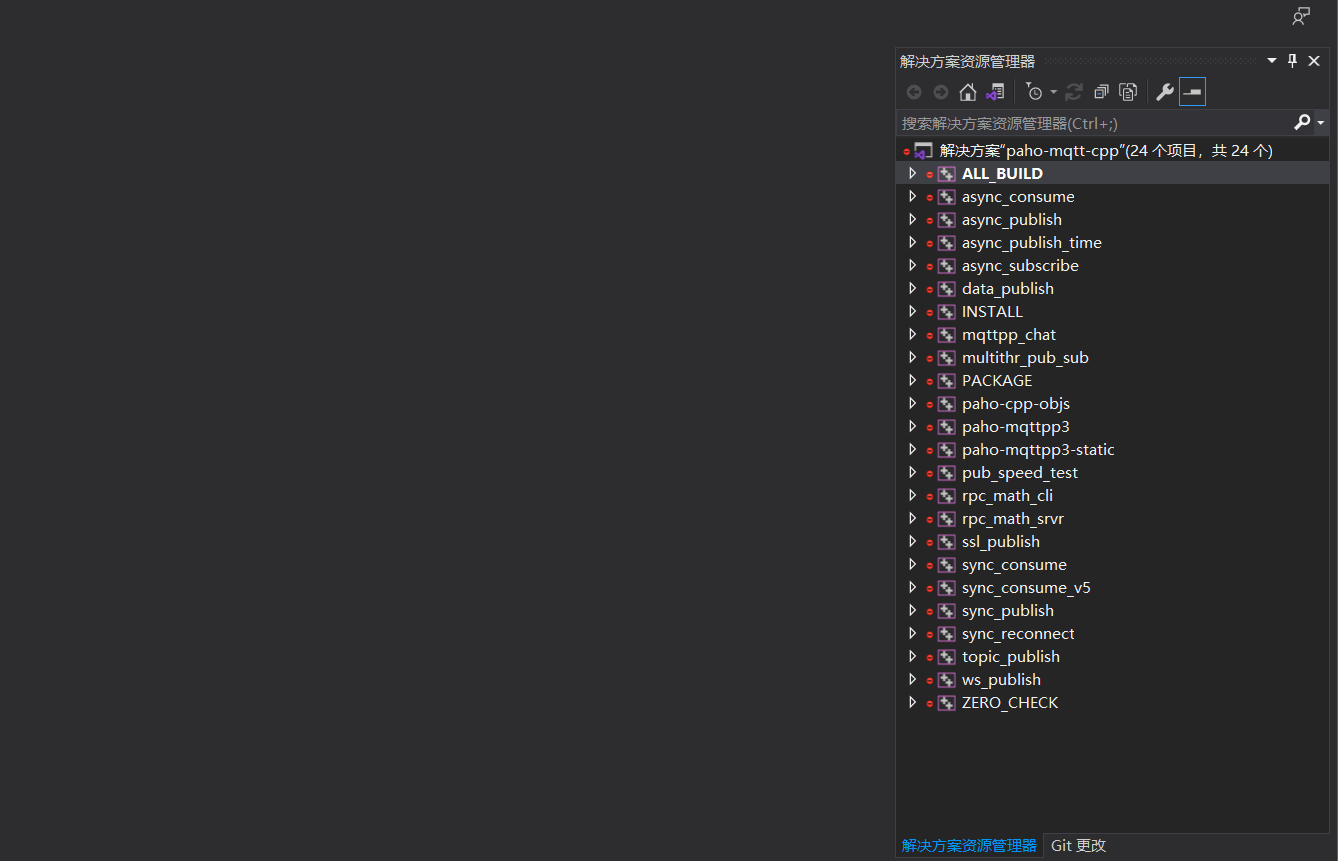 解决方案资源管理器
搜索解决方案资源管理器(Ctrl+;)
解决方案“paho-mqtt-cpp”(24 个项目，共 24 个)
ALL_BUILD
async_consume
async_publish
async_publish_time
async_subscribe
data_publish
INSTALL
mqttpp_chat
multithr_pub_sub
PACKAGE
paho-cpp-objs
paho-mqttpp3
paho-mqttpp3-static
pub_speed_test
rpc_math_cli
rpc_math_srvr
ssl_publish
sync_consume
sync_consume_v5
sync_publish
sync_reconnect
topic_publish
ws_publish
ZERO_CHECK
解决方案资源管理器 Git 更改